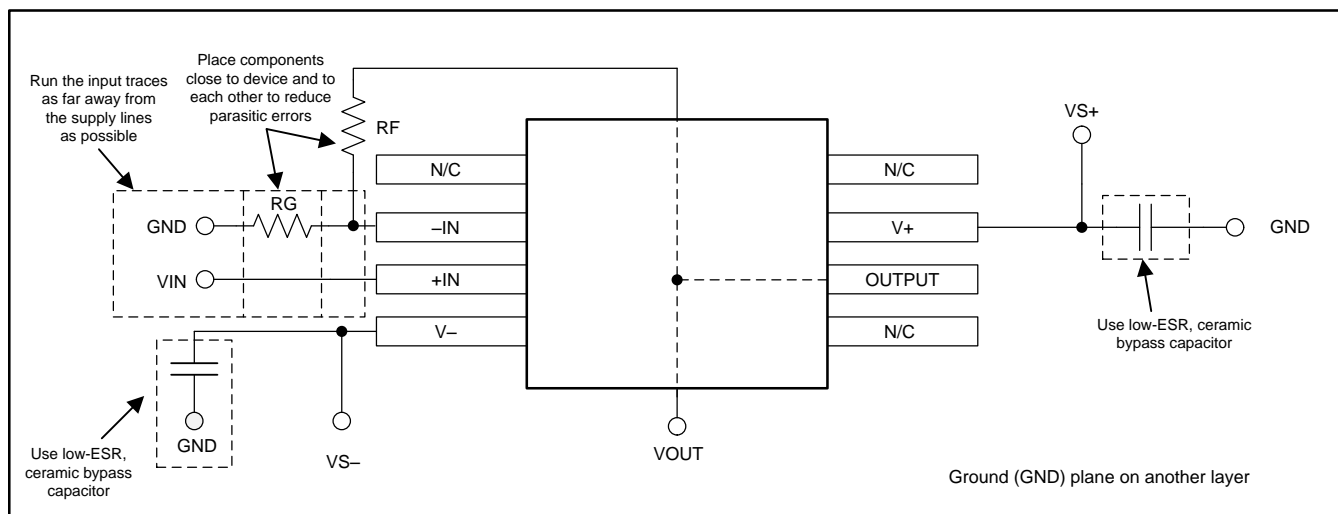 Run the input traces
as far away from
the supply lines
as possible
Place components
close to device and to
each other to reduce
parasitic errors
RF
VS+
N/C
N/C
RG
GND
–IN
V+
GND
VIN
+IN
OUTPUT
V–
N/C
Use low-ESR, ceramic
bypass capacitor
GND
VS–
VOUT
Use low-ESR,
ceramic bypass
capacitor
Ground (GND) plane on another layer